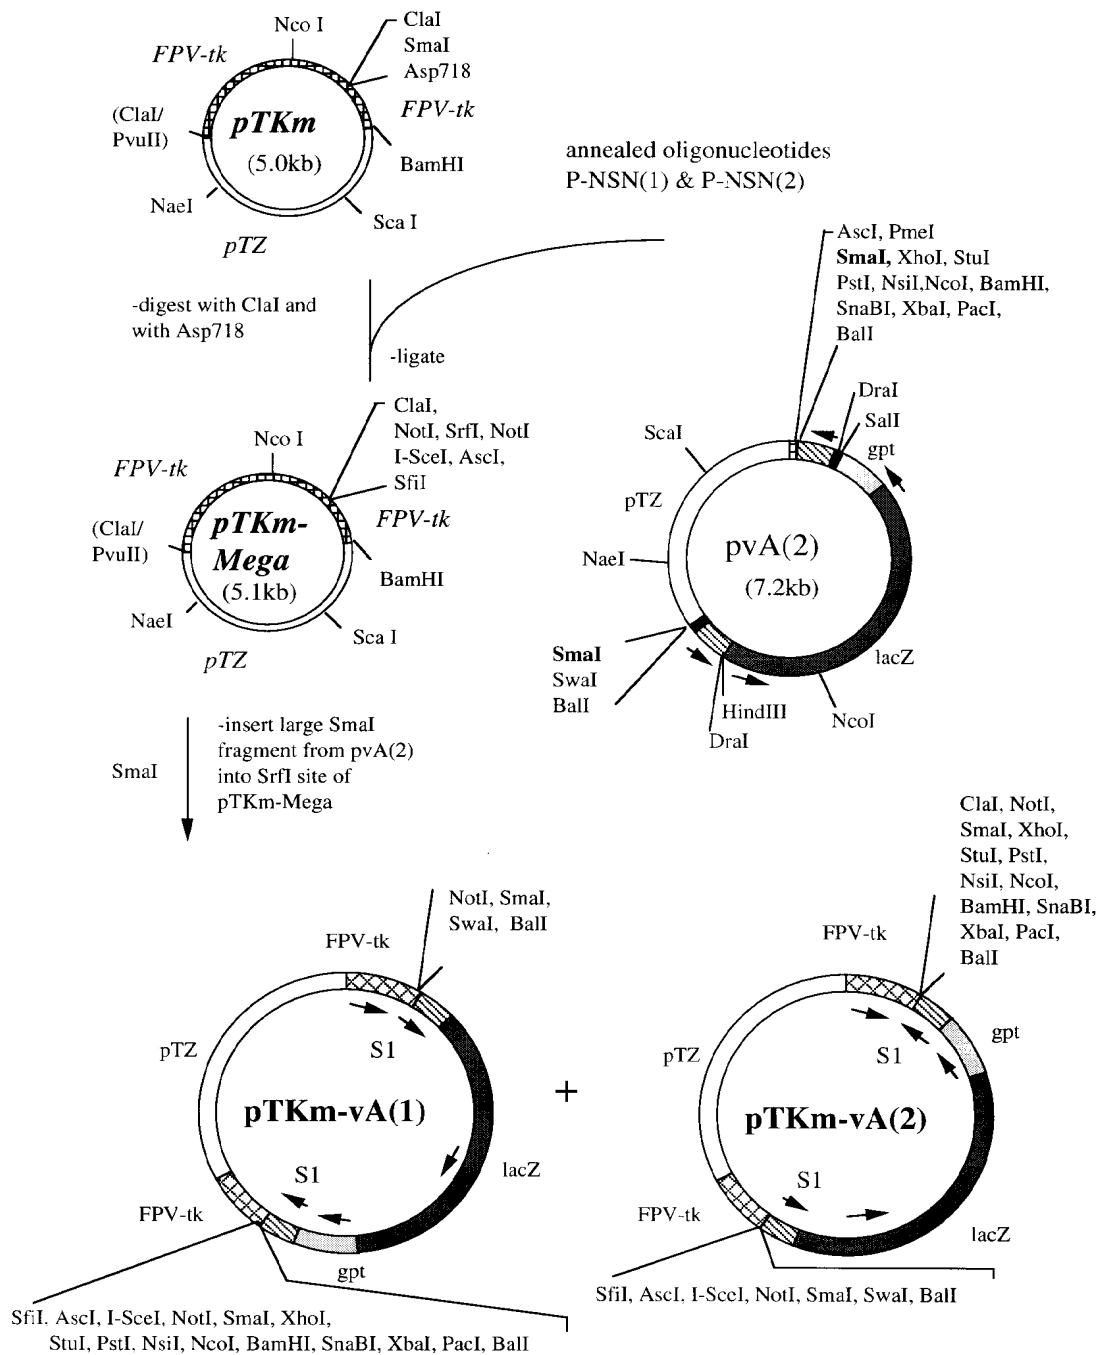 Nco I
ClaI
SmaI
Asp718
FPV-tk
FPV-tk
(ClaI/
PvuII)
pTKm
(5.0kb)
BamHI
NaeI
Sca I
pTZ
annealed oligonucleotides
P-NSN(1) & P-NSN(2)
-digest with ClaI and
with Asp718
-ligate
AscI, PmeI
SmaI, XhoI, StuI
PstI, NsiI,NcoI, BamHI,
SnaBI, XbaI, PacI,
BalI
DraI
SalI
gpt
ScaI
pTZ
NaeI
pvA(2)
(7.2kb)
lacZ
SmaI
SwaI
BalI
HindIII
DraI
NcoI
ClaI,
NotI, SrfI, NotI
I-SceI, AscI,
SfiI
Nco I
FPV-tk
FPV-tk
(ClaI/
PvuII)
pTKm-
Mega
(5.1kb)
BamHI
NaeI
Sca I
pTZ
SmaI
-insert large SmaI
fragment from pvA(2)
into SrfI site of
pTKm-Mega
NotI, SmaI,
SwaI, BalI
FPV-tk
pTZ
S1
pTKm-vA(1)
S1
lacZ
FPV-tk
gpt
SfiI, AscI, I-SceI, NotI, SmaI, XhoI,
StuI, PstI, NsiI, NcoI, BamHI, SnaBI, XbaI, PacI, BalI
+
ClaI, NotI,
SmaI, XhoI,
StuI, PstI,
NsiI, NcoI,
BamHI, SnaBI,
XbaI, PacI,
BalI
FPV-tk
pTZ
S1
gpt
pTKm-vA(2)
S1
FPV-tk
lacZ
SfiI, AscI, I-SceI, NotI, SmaI, SwaI, BalI